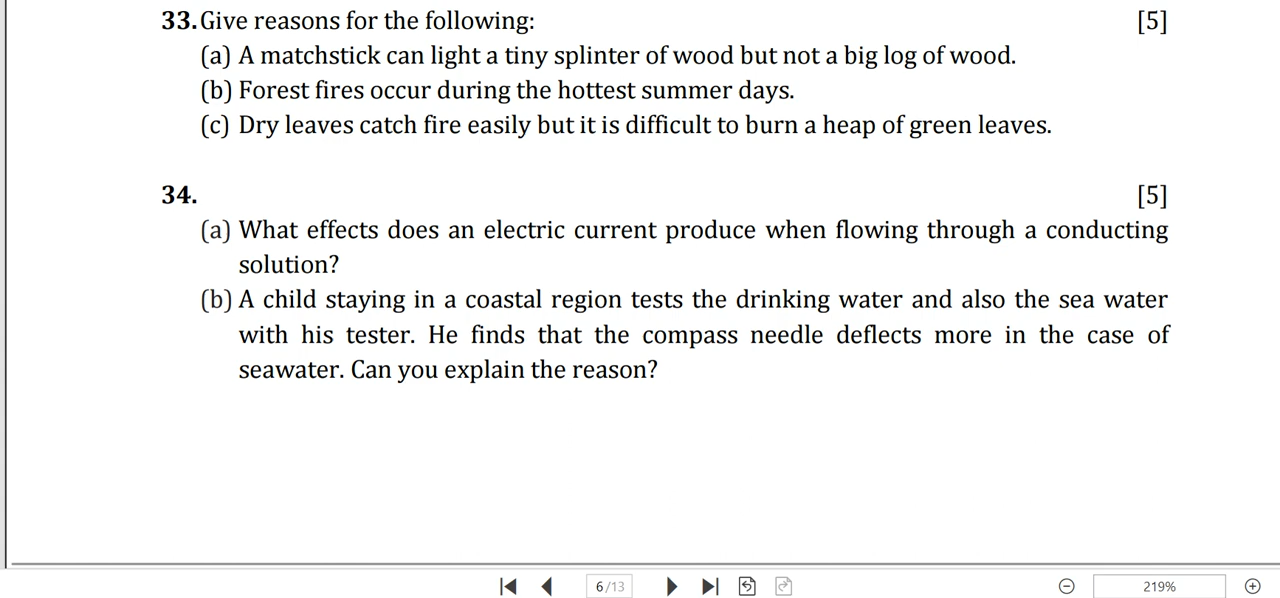 33. Give reasons for the following: [5]
(a) A matchstick can light a tiny splinter of wood but not a big log of wood.
(b) Forest fires occur during the hottest summer days.
(c) Dry leaves catch fire easily but it is difficult to burn a heap of green leaves.
34. [5]
(a) What effects does an electric current produce when flowing through a conducting
solution?
(b) A child staying in a coastal region tests the drinking water and also the sea water
with his tester. He finds that the compass needle deflects more in the case of
seawater. Can you explain the reason?
6/13 219%